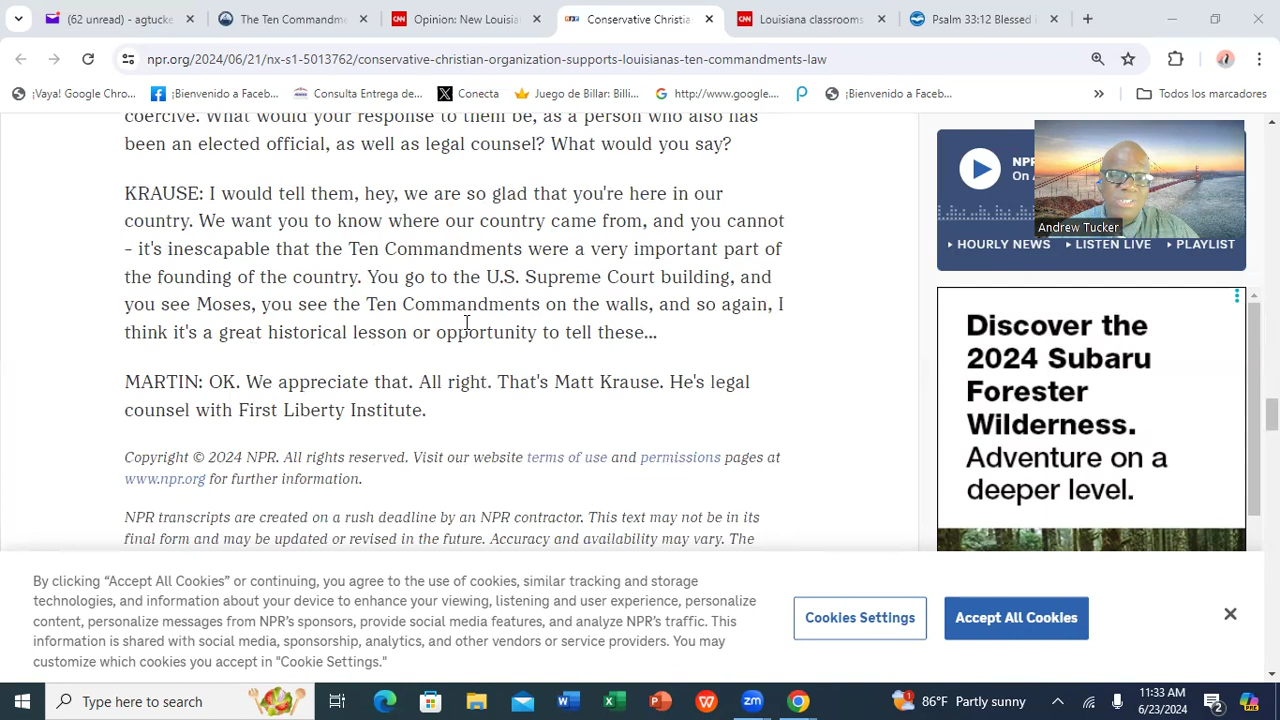 (62 unread) - agtucke
The Ten Commandme
Opinion: New Louisia
Conservative Christia
Louisiana classrooms
Psalm 33:12 Blessed i
npr.org/2024/06/21/nx-s1-5013762/conservative-christian-organization-supports-louisianas-ten-commandments-law
¡Vaya! Google Chro...
¡Bienvenido a Faceb...
Consulta Entrega de...
Conecta
Juego de Billar: Billi...
http://www.google....
¡Bienvenido a Faceb...
»
Todos los marcadores
coercive. What would your response to them be, as a person who also has
been an elected official, as well as legal counsel? What would you say?
KRAUSE: I would tell them, hey, we are so glad that you're here in our
country. We want you to know where our country came from, and you cannot
- it's inescapable that the Ten Commandments were a very important part of
the founding of the country. You go to the U.S. Supreme Court building, and
you see Moses, you see the Ten Commandments on the walls, and so again, I
think it's a great historical lesson or opportunity to tell these...
MARTIN: OK. We appreciate that. All right. That's Matt Krause. He's legal
counsel with First Liberty Institute.
Copyright © 2024 NPR. All rights reserved. Visit our website terms of use and permissions pages at
www.npr.org for further information.
NPR transcripts are created on a rush deadline by an NPR contractor. This text may not be in its
final form and may be updated or revised in the future. Accuracy and availability may vary. The
NPR
On A
Andrew Tucker
HOURLY NEWS
LISTEN LIVE
PLAYLIST
Discover the
2024 Subaru
Forester
Wilderness.
Adventure on a
deeper level.
By clicking “Accept All Cookies” or continuing, you agree to the use of cookies, similar tracking and storage
technologies, and information about your device to enhance your viewing, listening and user experience, personalize
content, personalize messages from NPR’s sponsors, provide social media features, and analyze NPR’s traffic. This
information is shared with social media, sponsorship, analytics, and other vendors or service providers. You may
customize which cookies you accept in "Cookie Settings."
Cookies Settings
Accept All Cookies
Type here to search
86°F Partly sunny
11:33 AM
6/23/2024